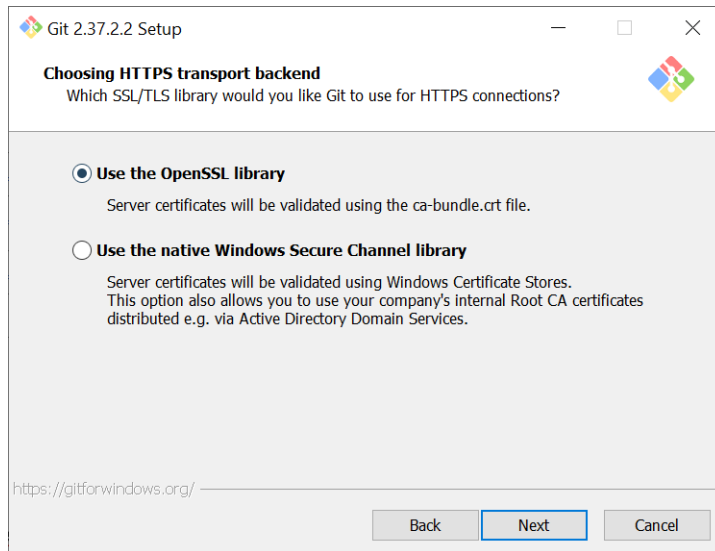 Git 2.37.2.2 Setup
Choosing HTTPS transport backend
Which SSL/TLS library would you like Git to use for HTTPS connections?
Use the OpenSSL library
Server certificates will be validated using the ca-bundle.crt file.
Use the native Windows Secure Channel library
Server certificates will be validated using Windows Certificate Stores.
This option also allows you to use your company's internal Root CA certificates
distributed e.g. via Active Directory Domain Services.
https://gitforwindows.org/
Back Next Cancel